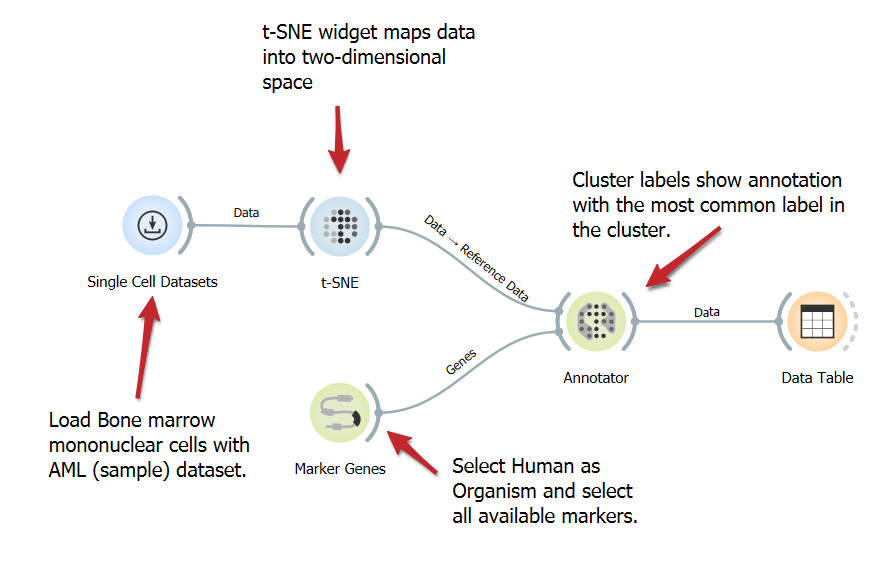 t-SNE widget maps data
into two-dimensional
space
Cluster labels show annotation
with the most common label in
the cluster.
Data
Data → Reference Data
Single Cell Datasets
t-SNE
Data
Genes
Annotator
Data Table
Load Bone marrow
mononuclear cells with
AML (sample) dataset.
Marker Genes
Select Human as
Organism and select
all available markers.